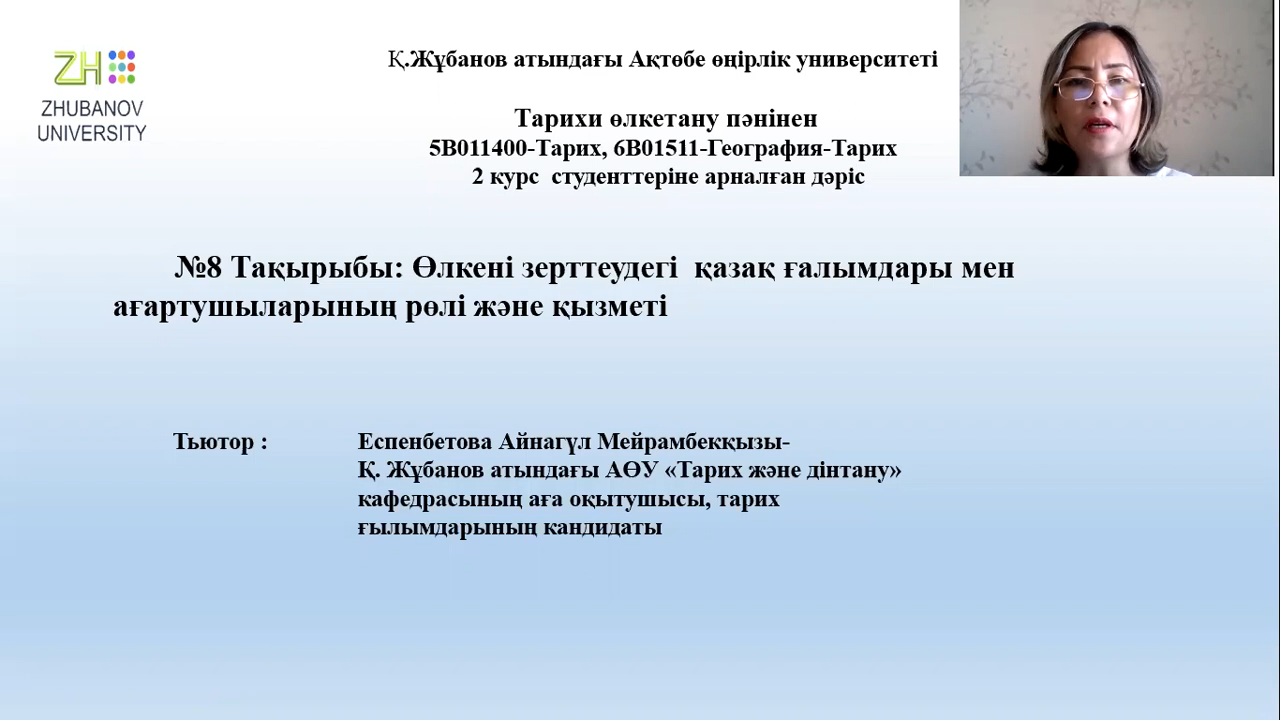 ZH
ZHUBANOV
UNIVERSITY
Қ.Жұбанов атындағы Ақтөбе өңірлік университеті
Тарихи өлкетану пәнінен
5В011400-Тарих, 6В01511-География-Тарих
2 курс студенттеріне арналған дәріс
№8 Тақырыбы: Өлкені зерттеудегі қазақ ғалымдары мен
ағартушыларының рөлі және қызметі
Тьютор : Еспенбетова Айнагүл Мейрамбекқызы-
Қ. Жұбанов атындағы АӨУ «Тарих және дінтану»
кафедрасының аға оқытушысы, тарих
ғылымдарының кандидаты